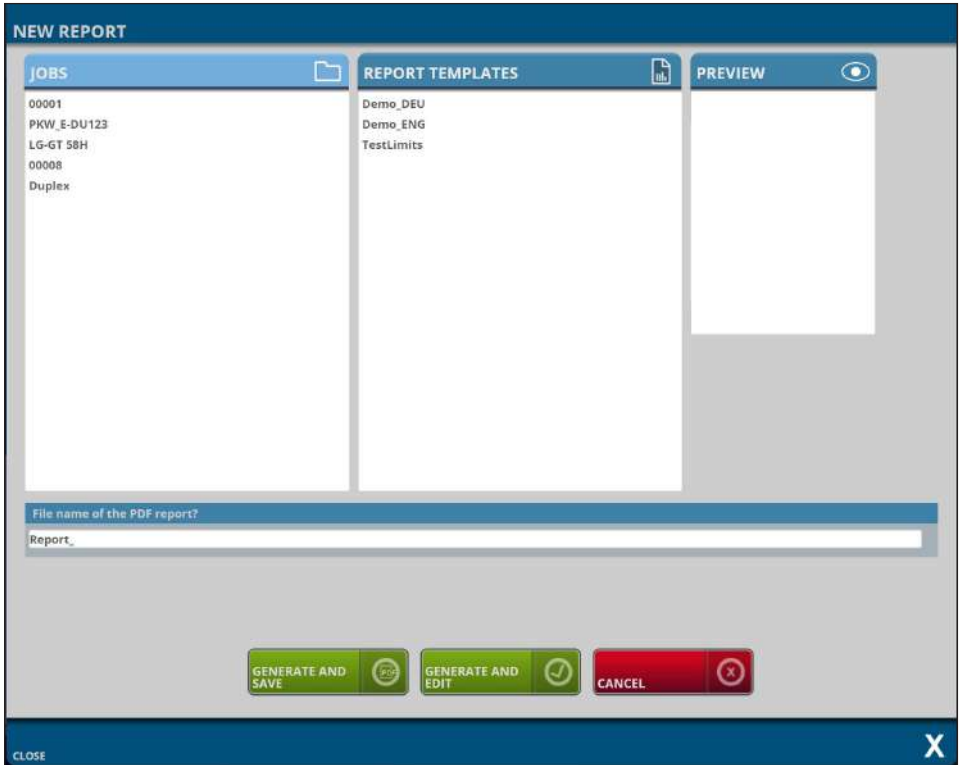 NEW REPORT
JOBS
00001
PKW_E-DU123
LG-GT 58H
00008
Duplex
REPORT TEMPLATES
Demo_DEU
Demo_ENG
TestLimits
PREVIEW
File name of the PDF report?
Report_
GENERATE AND
SAVE
PDF
GENERATE AND
EDIT
CANCEL
X
CLOSE
X